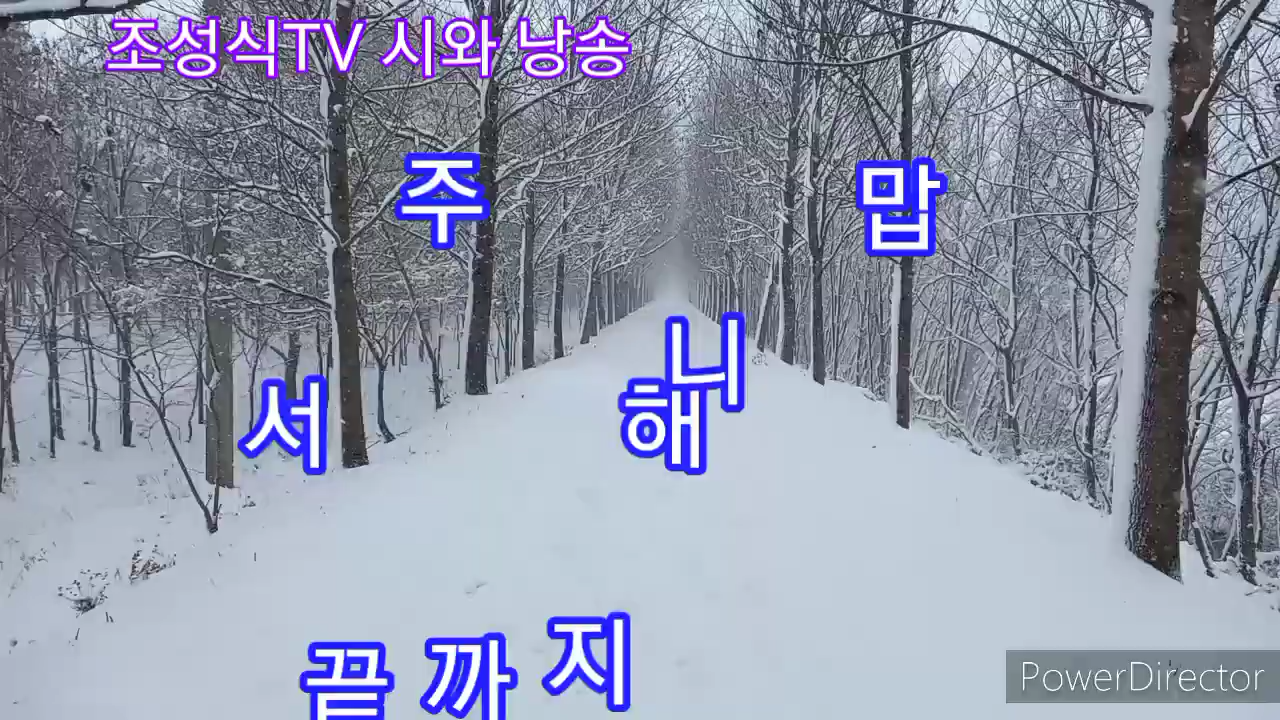 조성식TV 시와 낭송
주 맙
니
서 해
끝까지
PowerDirector